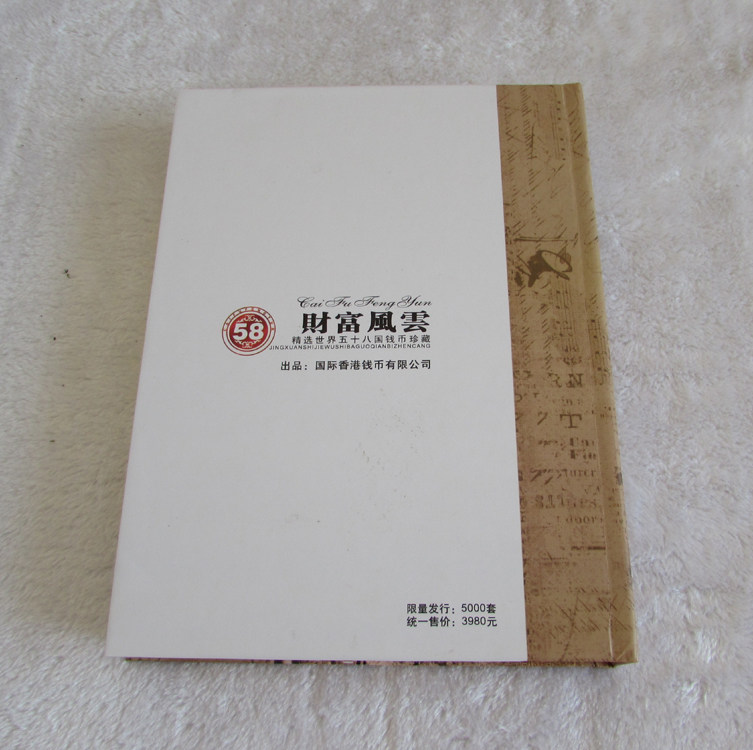 Cai Fu Feng Yun
58
財富風雲
精选世界五十八国钱币珍藏
JINGXUANSHIJIEWUSHIBAGUOQIANBIZHENCANG
出品：国际香港钱币有限公司
RN
T
限量发行：5000套
統一售价：3980元